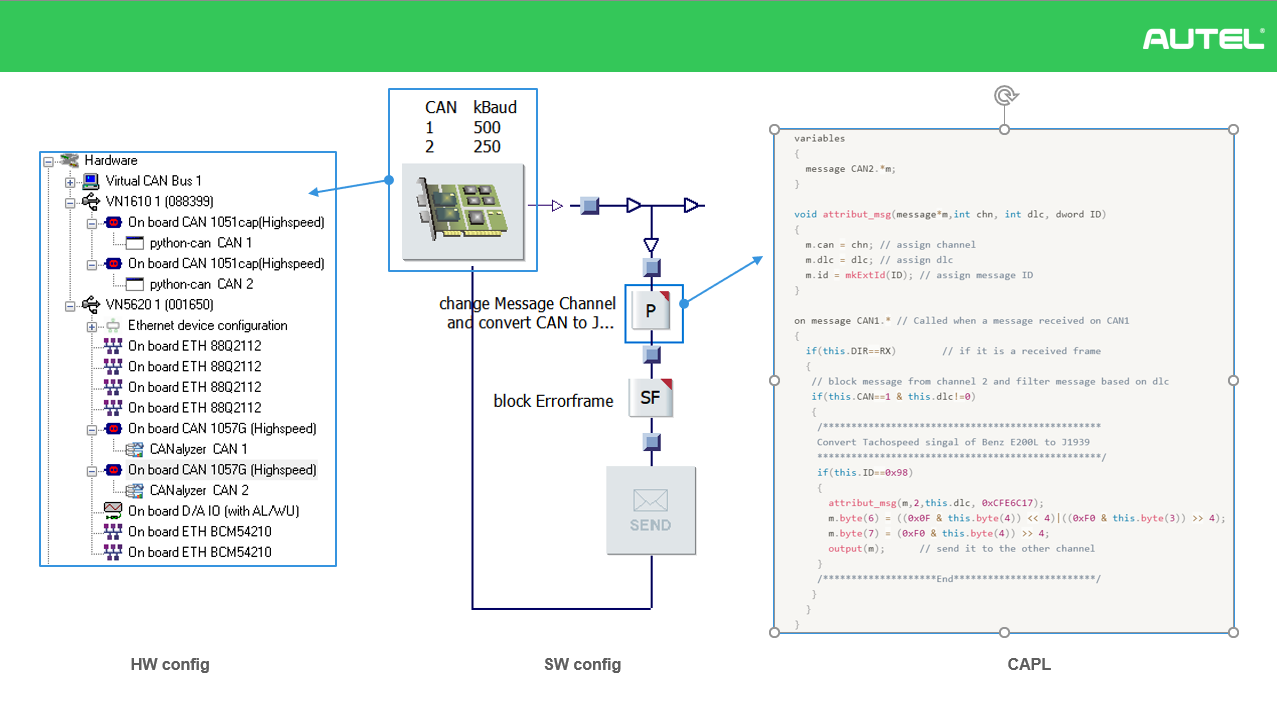 AUTEL
Hardware
Virtual CAN Bus 1
VN1610 1 (088399)
On board CAN 1051cap(Highspeed)
python-can CAN 1
On board CAN 1051cap(Highspeed)
python-can CAN 2
VN5620 1 (001650)
Ethernet device configuration
On board ETH 88Q2112
On board ETH 88Q2112
On board ETH 88Q2112
On board ETH 88Q2112
On board CAN 1057G (Highspeed)
CANalyzer CAN 1
On board CAN 1057G (Highspeed)
CANalyzer CAN 2
On board D/A IO (with AL/WU)
On board ETH BCM54210
On board ETH BCM54210
HW config
CAN kBaud
1 500
2 250
change Message Channel
and convert CAN to J...
P
block Errorframe
SF
SEND
SW config
variables
{
message CAN2.*m;
}
void attribut_msg(message*m,int chn, int dlc, dword ID)
{
m.can = chn; // assign channel
m.dlc = dlc; // assign dlc
m.id = mkExtId(ID); // assign message ID
}
on message CAN1.* // Called when a message received on CAN1
{
if(this.DIR==RX) // if it is a received frame
{
// block message from channel 2 and filter message based on dlc
if(this.CAN==1 & this.dlc!=0)
{
/*************************************************
Convert Tachospeed singal of Benz E200L to J1939
*************************************************/
if(this.ID==0x98)
{
attribut_msg(m,2,this.dlc, 0xCFE6C17);
m.byte(6) = ((0x0F & this.byte(4)) << 4)|((0xF0 & this.byte(3)) >> 4);
m.byte(7) = (0xF0 & this.byte(4)) >> 4;
output(m); // send it to the other channel
}
/********************End*************************/
}
}
}
CAPL